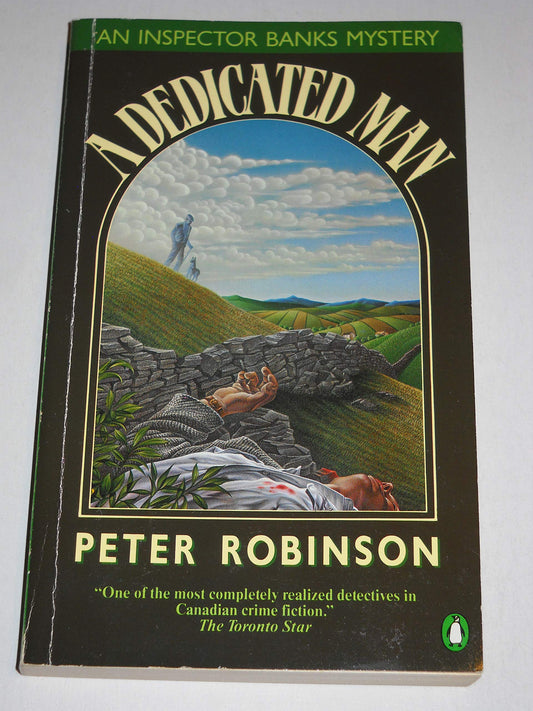 AN INSPECTOR BANKS MYSTERY
A DEDICATED MAN
PETER ROBINSON
“One of the most completely realized detectives in
Canadian crime fiction.”
The Toronto Star